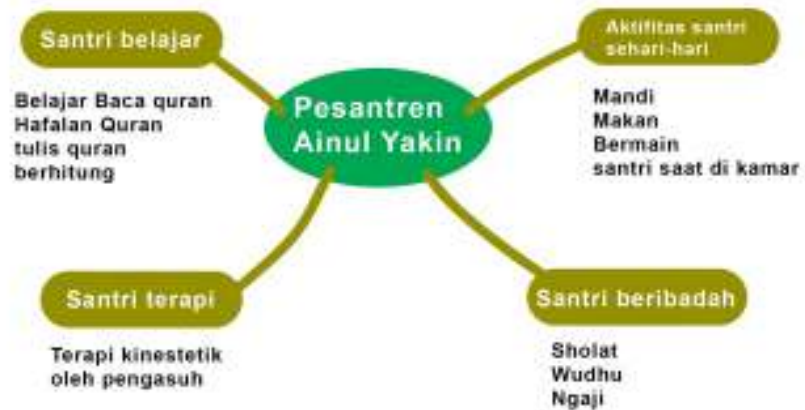 Santri belajar
Belajar Baca quran
Hafalan Quran
tulis quran
berhitung
Pesantren
Ainul Yakin
Aktifitas santri
sehari-hari
Mandi
Makan
Bermain
santri saat di kamar
Santri terapi
Terapi kinestetik
oleh pengasuh
Santri beribadah
Sholat
Wudhu
Ngaji